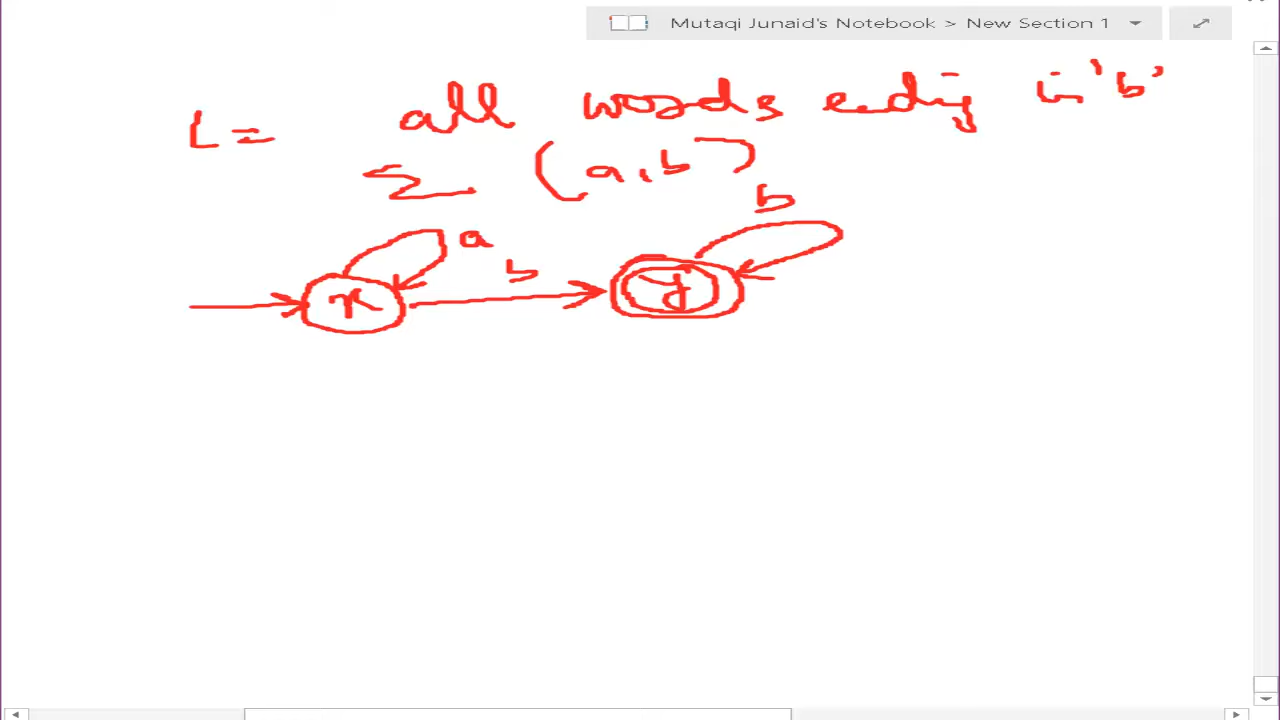 Mutaqi Junaid's Notebook > New Section 1
L = all words ending in 'b'
Σ (a,b)
b
a
b
x
y